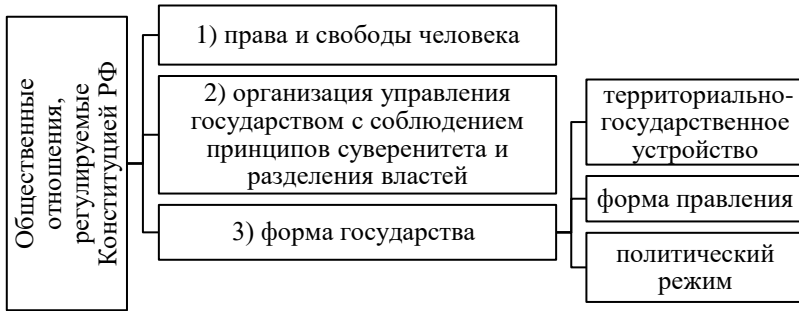 Общественные
отношения,
регулируемые
Конституцией РФ
1) права и свободы человека
2) организация управления
государством с соблюдением
принципов суверенитета и
разделения властей
3) форма государства
территориально-
государственное
устройство
форма правления
политический
режим